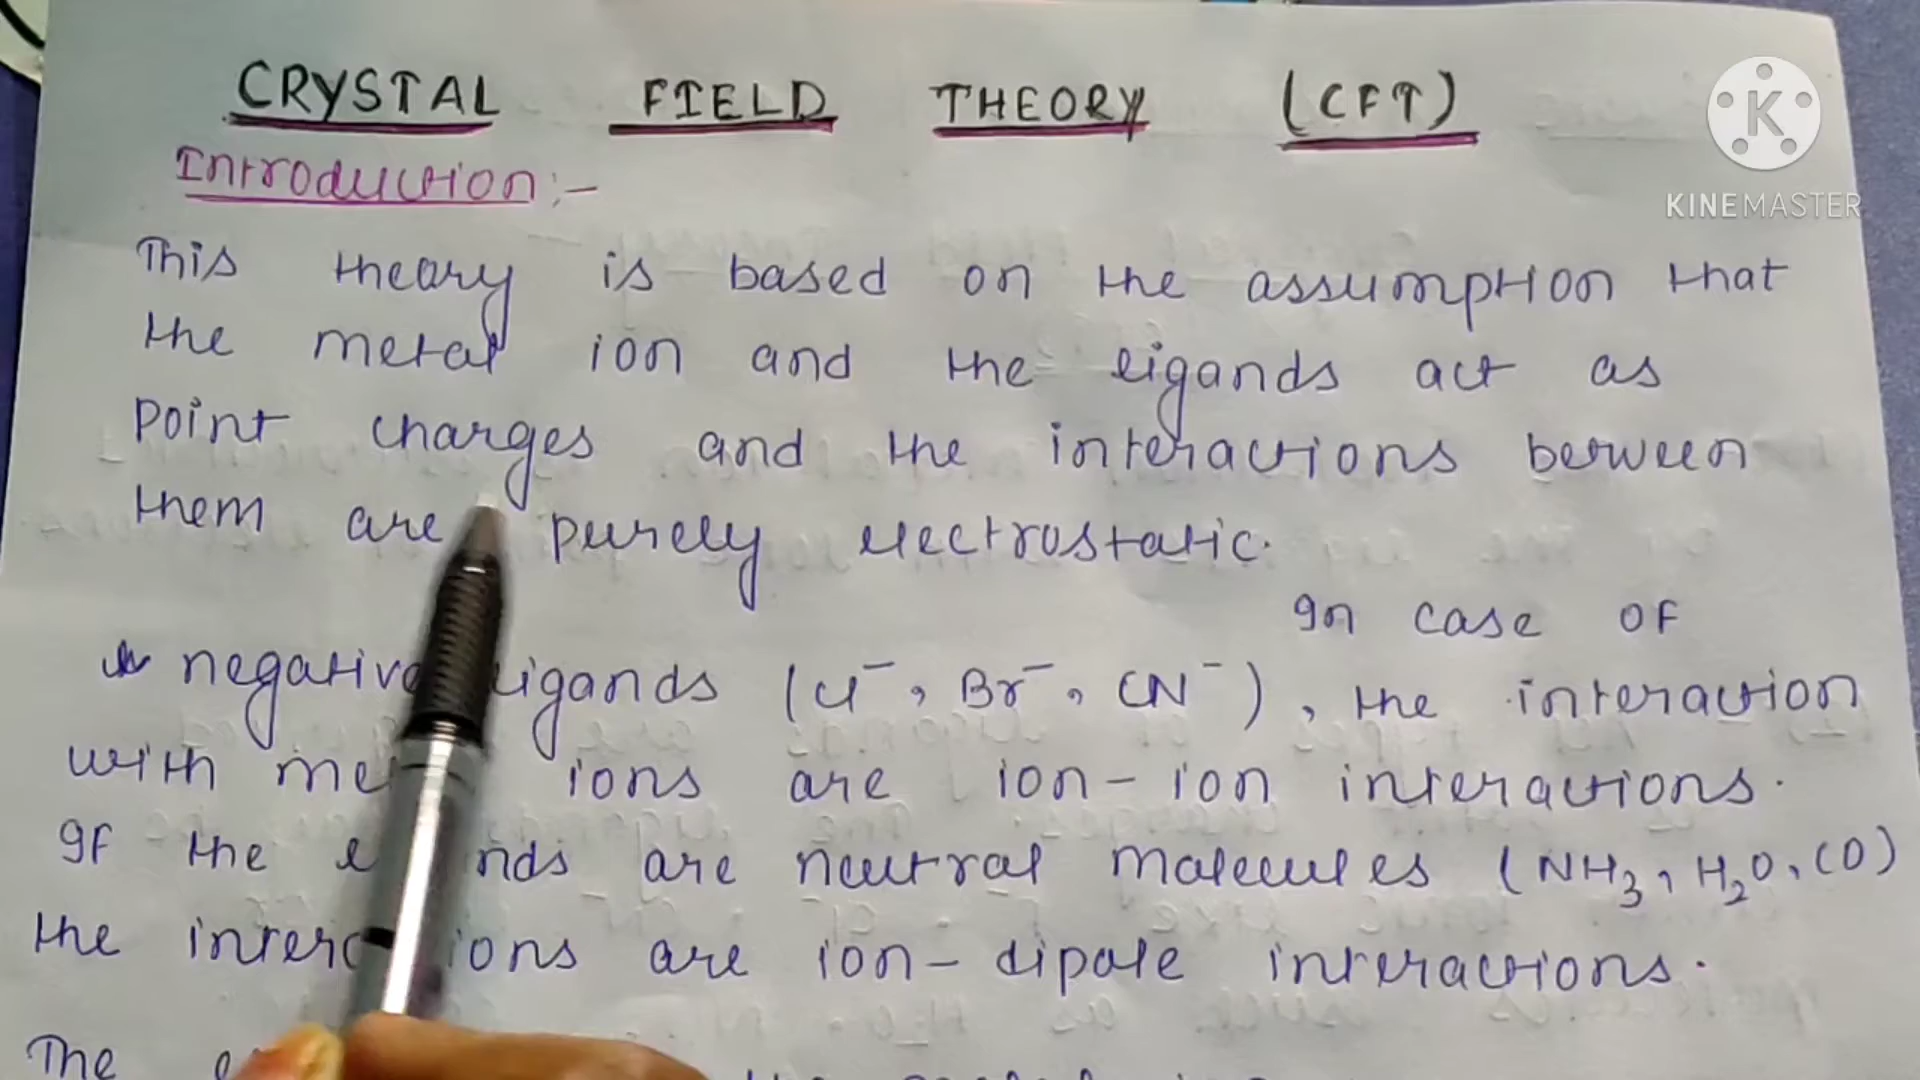 CRYSTAL FIELD THEORY (CFT)
K
KINEMASTER
Introduction:-
This theory is based on the assumption that
the metal ion and the ligands act as
point charges and the interactions between
them are purely electrostatic.
In case of
negative ligands (Cl⁻, Br⁻, CN⁻), the interaction
with ions are ion-ion interactions.
If the are neutral molecules (NH₃, H₂O, CO)
the are ion-dipole interactions.
The